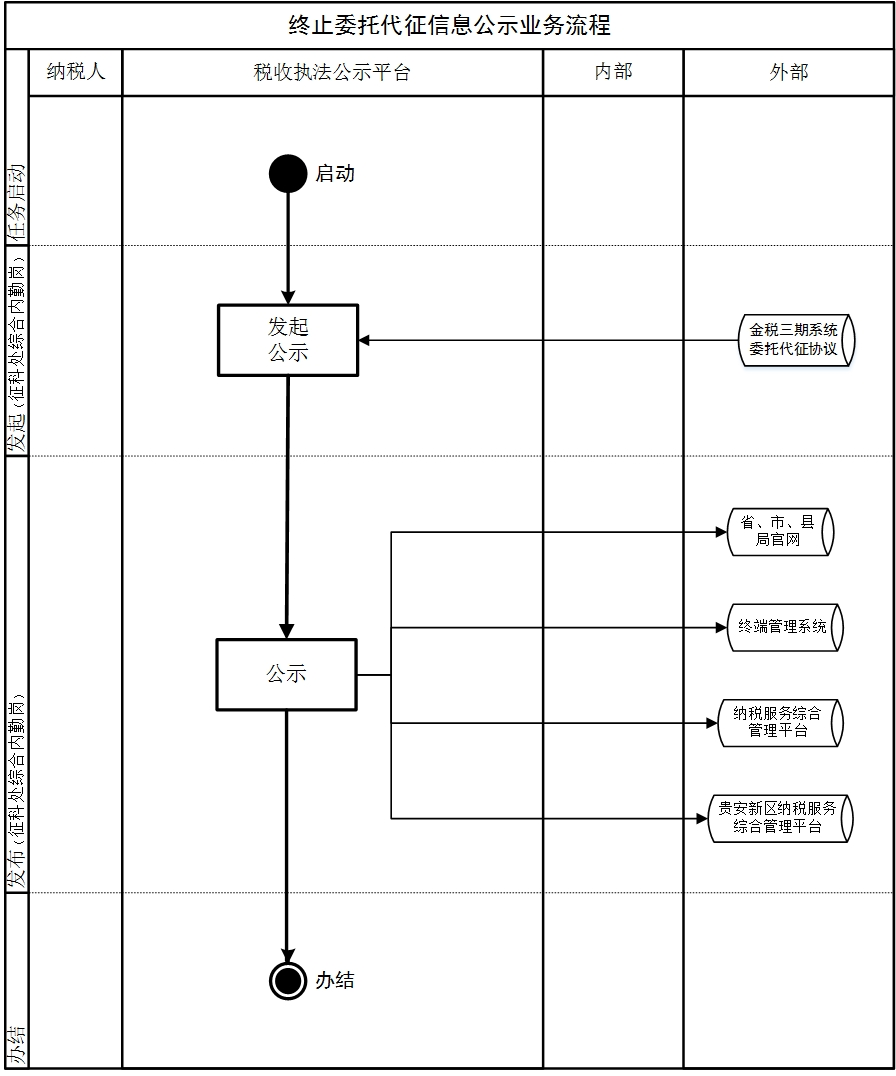 终止委托代征信息公示业务流程
纳税人
税收执法公示平台
内部
外部
任务启动
启动
发起（征科处综合内勤岗）
发起
公示
金税三期系统
委托代征协议
发布（征科处综合内勤岗）
省、市、县
局官网
终端管理系统
公示
纳税服务综合
管理平台
贵安新区纳税服务
综合管理平台
办结
办结